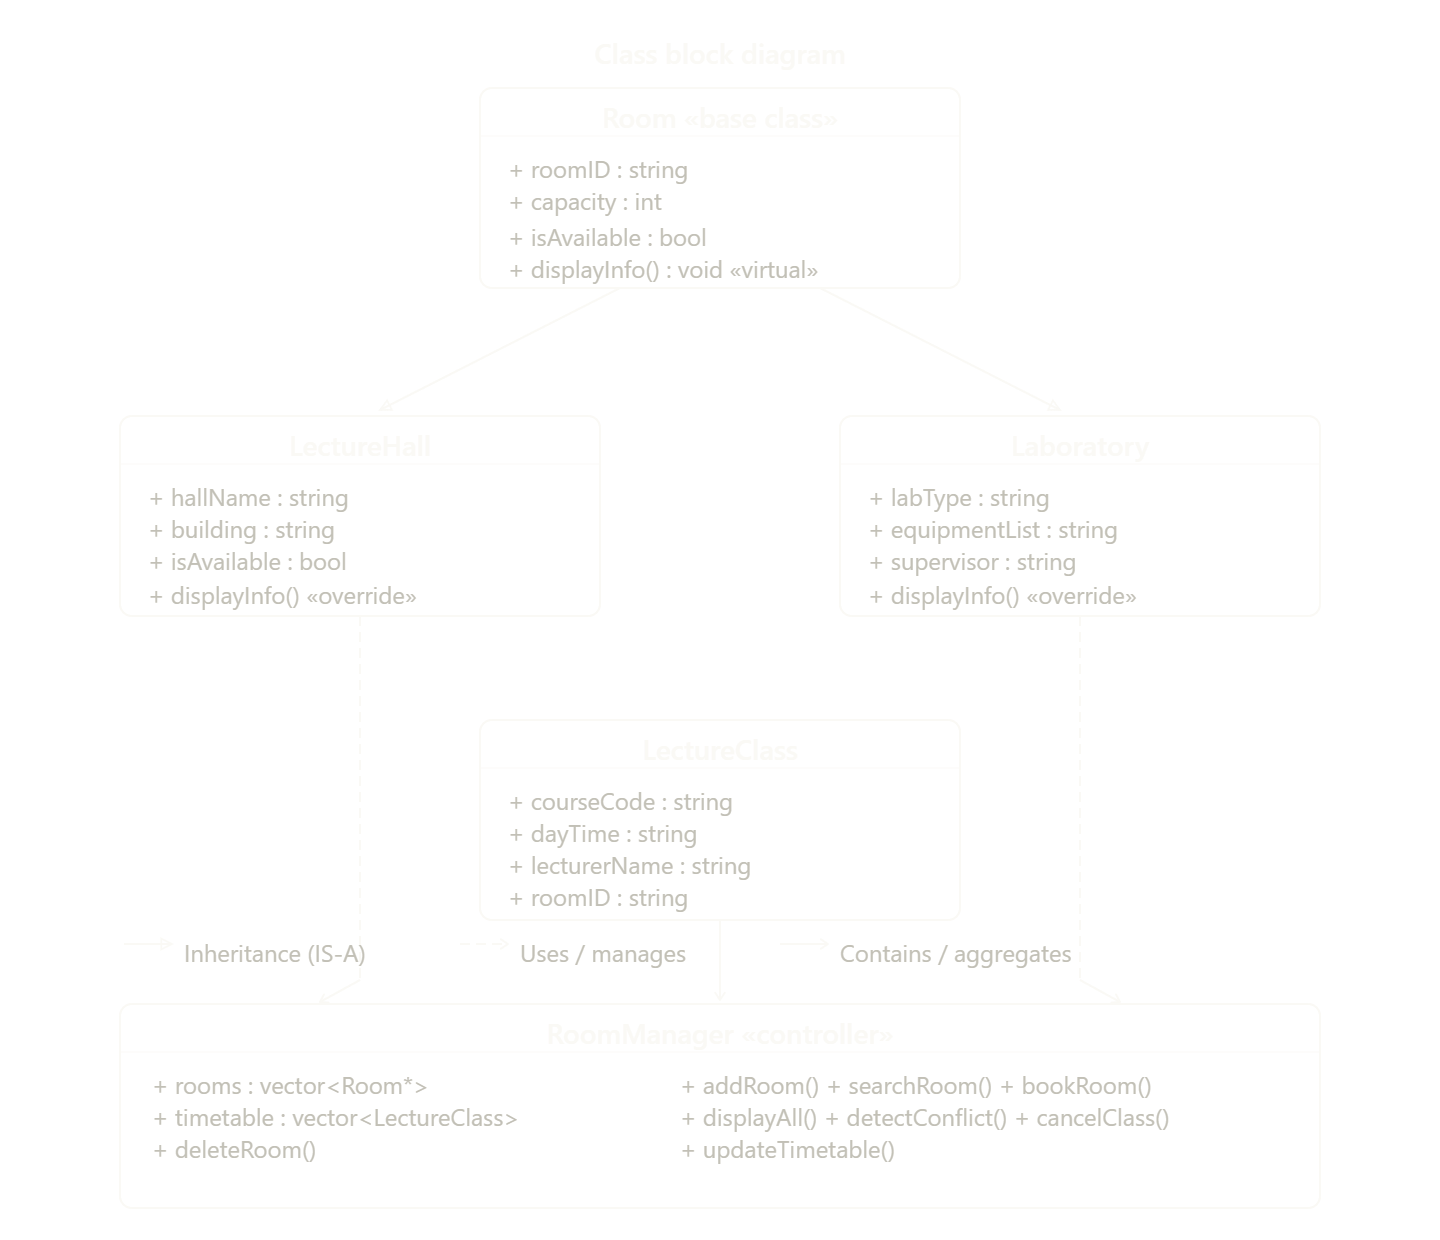 Class block diagram
Room «base class»
+ roomID : string
+ capacity : int
+ isAvailable : bool
+ displayInfo() : void «virtual»
LectureHall
+ hallName : string
+ building : string
+ isAvailable : bool
+ displayInfo() «override»
Laboratory
+ labType : string
+ equipmentList : string
+ supervisor : string
+ displayInfo() «override»
LectureClass
+ courseCode : string
+ dayTime : string
+ lecturerName : string
+ roomID : string
Inheritance (IS-A)
Uses / manages
Contains / aggregates
RoomManager «controller»
+ rooms : vector<Room*>
+ timetable : vector<LectureClass>
+ deleteRoom()
+ addRoom() + searchRoom() + bookRoom()
+ displayAll() + detectConflict() + cancelClass()
+ updateTimetable()